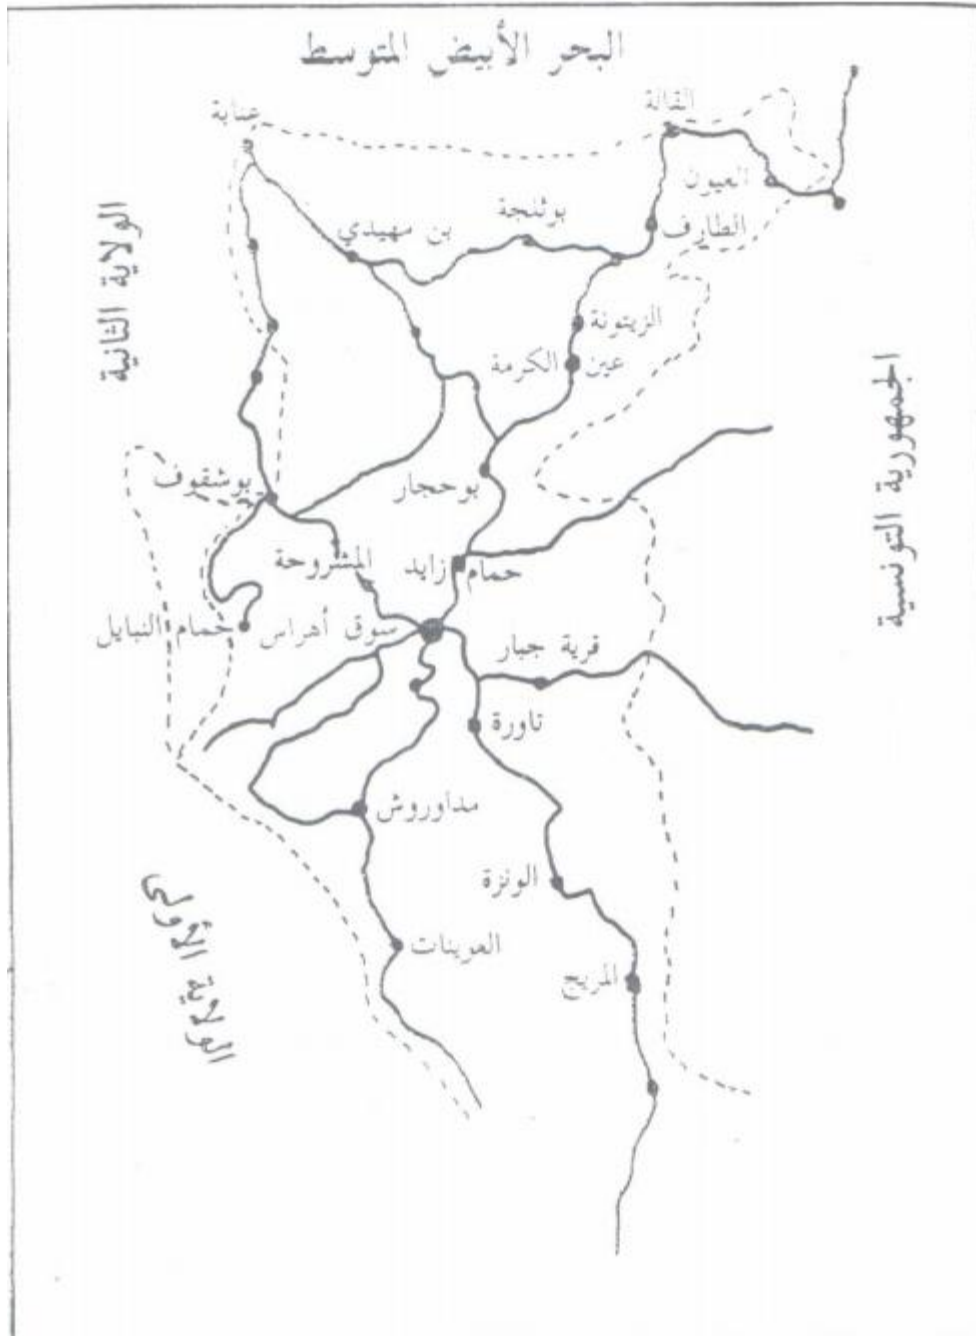 البحر الأبيض المتوسط
القالة
عنابة
العيون
بوثلجة
الطارف
بن مهيدي
الولاية الثانية
الزيتونة
عين الكرمة
الجمهورية التونسية
بوشقوف
بوحجار
المشروحة
حمام زايد
حمام النبايل
سوق أهراس
قرية جبار
تاورة
مداوروش
الونزة
العوينات
المريج
الولاية الأولى